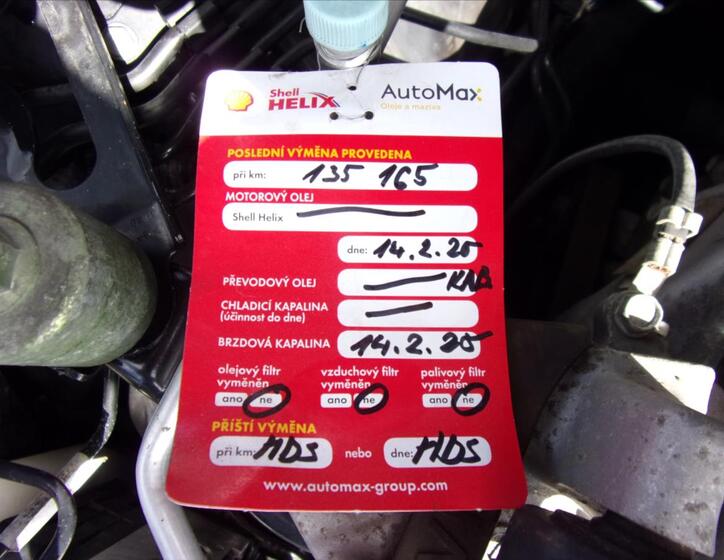 Shell HELIX AutoMax
Oleje a maziva
POSLEDNÍ VÝMĚNA PROVEDENA
při km: 135 165
MOTOROVÝ OLEJ
Shell Helix
dne: 14.2.25
PŘEVODOVÝ OLEJ
CHLADICÍ KAPALINA
(účinnost do dne)
BRZDOVÁ KAPALINA 14.2.25
olejový filtr vzduchový filtr palivový filtr
vyměněn vyměněn vyměněn
ano ne ano ne ano ne
PŘÍŠTÍ VÝMĚNA
při km: HDS nebo dne: HDS
www.automax-group.com